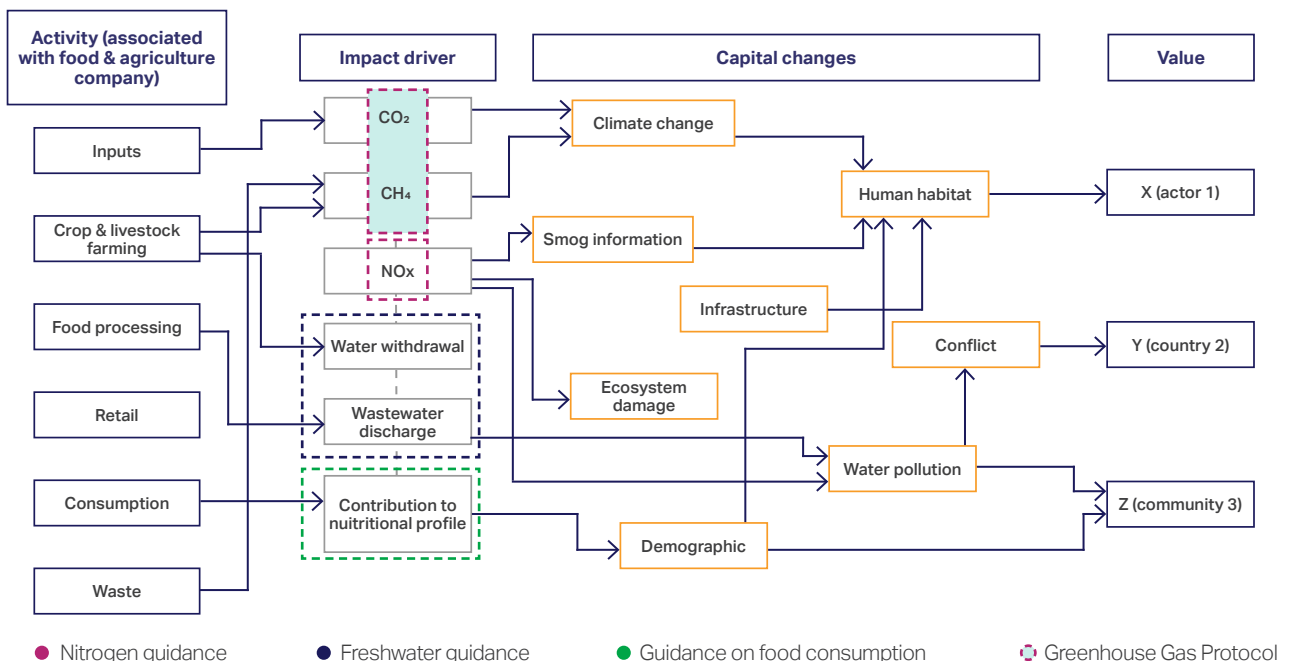 Activity (associated
with food & agriculture
company)
Impact driver
Capital changes
Value
Inputs
Crop & livestock
farming
Food processing
Retail
Consumption
Waste
CO₂
CH₄
NOx
Water withdrawal
Wastewater
discharge
Contribution to
nuitritional profile
Climate change
Smog information
Infrastructure
Ecosystem
damage
Human habitat
Conflict
Water pollution
Demographic
X (actor 1)
Y (country 2)
Z (community 3)
Nitrogen guidance
Freshwater guidance
Guidance on food consumption
Greenhouse Gas Protocol